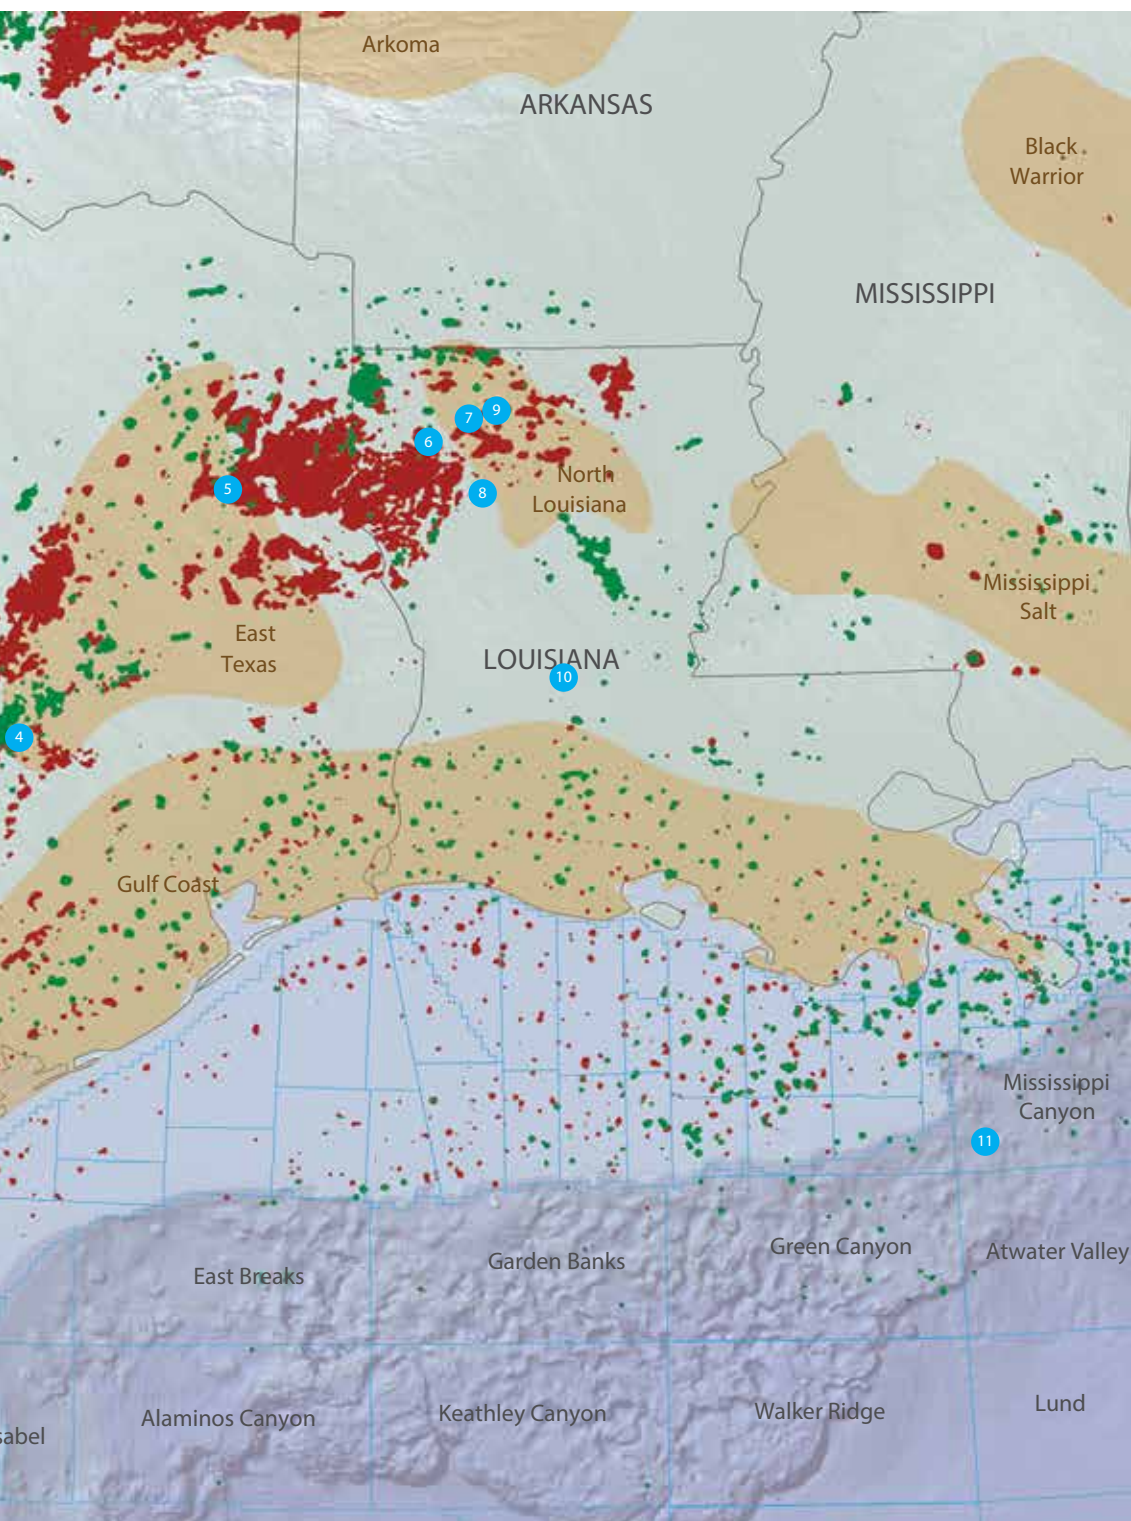 Arkoma
ARKANSAS
Black
Warrior
MISSISSIPPI
9
7
6
5
8
North
Louisiana
Mississippi
Salt
East
Texas
LOUISIANA
10
4
Gulf Coast
Mississippi
Canyon
11
Green Canyon
Atwater Valley
Garden Banks
East Breaks
Lund
Walker Ridge
Keathley Canyon
Alaminos Canyon
sabel